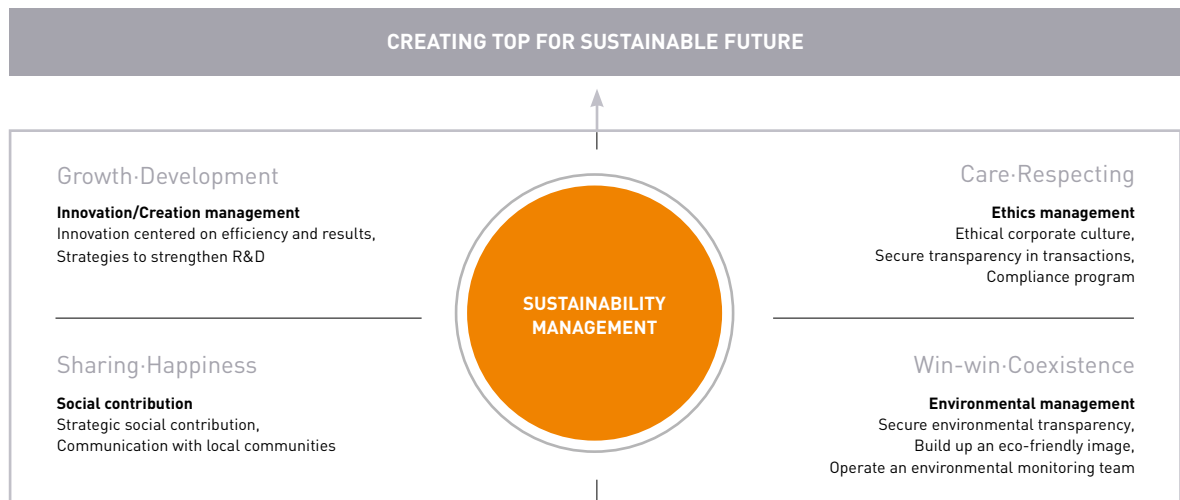 CREATING TOP FOR SUSTAINABLE FUTURE
Growth·Development
Innovation/Creation management
Innovation centered on efficiency and results,
Strategies to strengthen R&D
Care·Respecting
Ethics management
Ethical corporate culture,
Secure transparency in transactions,
Compliance program
SUSTAINABILITY
MANAGEMENT
Sharing·Happiness
Social contribution
Strategic social contribution,
Communication with local communities
Win-win·Coexistence
Environmental management
Secure environmental transparency,
Build up an eco-friendly image,
Operate an environmental monitoring team